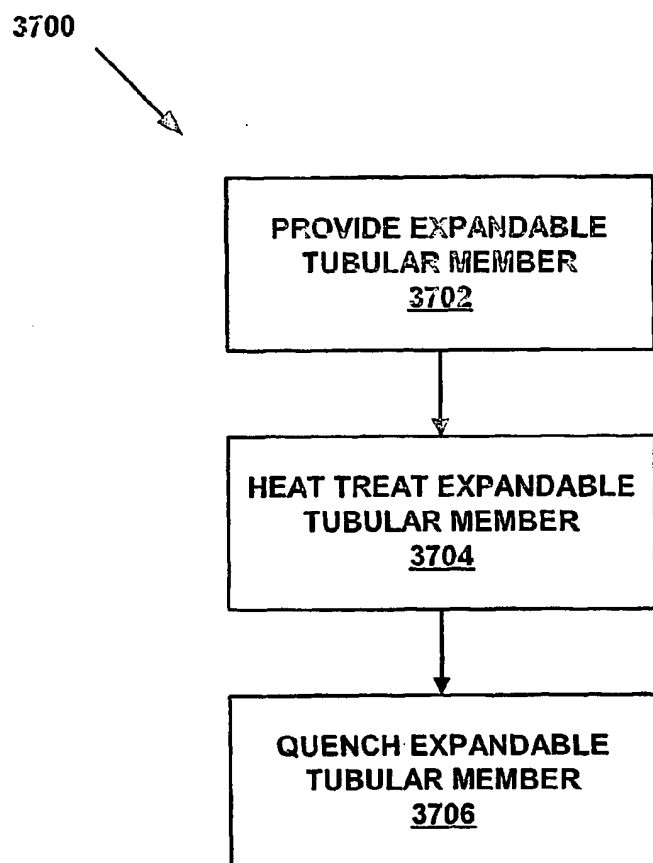 3700
PROVIDE EXPANDABLE
TUBULAR MEMBER
3702
HEAT TREAT EXPANDABLE
TUBULAR MEMBER
3704
QUENCH EXPANDABLE
TUBULAR MEMBER
3706